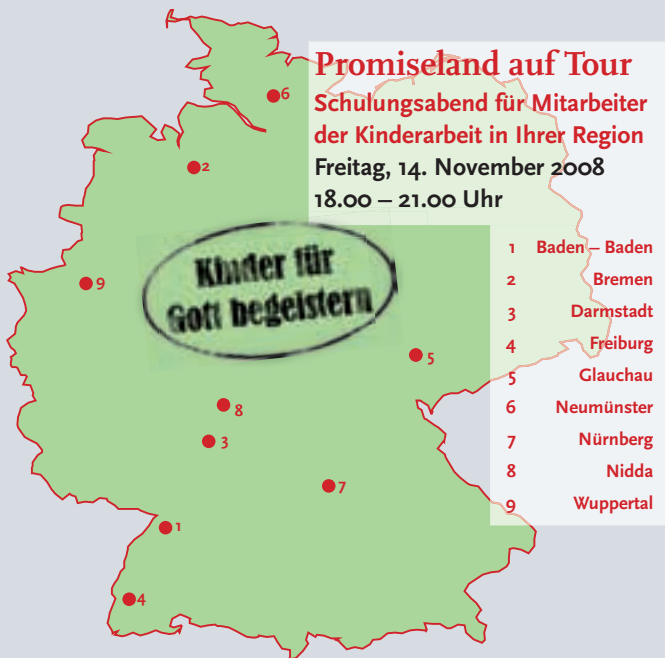 Promiseland auf Tour
Schulungsabend für Mitarbeiter
der Kinderarbeit in Ihrer Region
Freitag, 14. November 2008
18.00 – 21.00 Uhr
Kinder für
Gott begeistern
1 Baden – Baden
2 Bremen
3 Darmstadt
4 Freiburg
5 Glauchau
6 Neumünster
7 Nürnberg
8 Nidda
9 Wuppertal
6
2
9
5
8
3
7
1
4